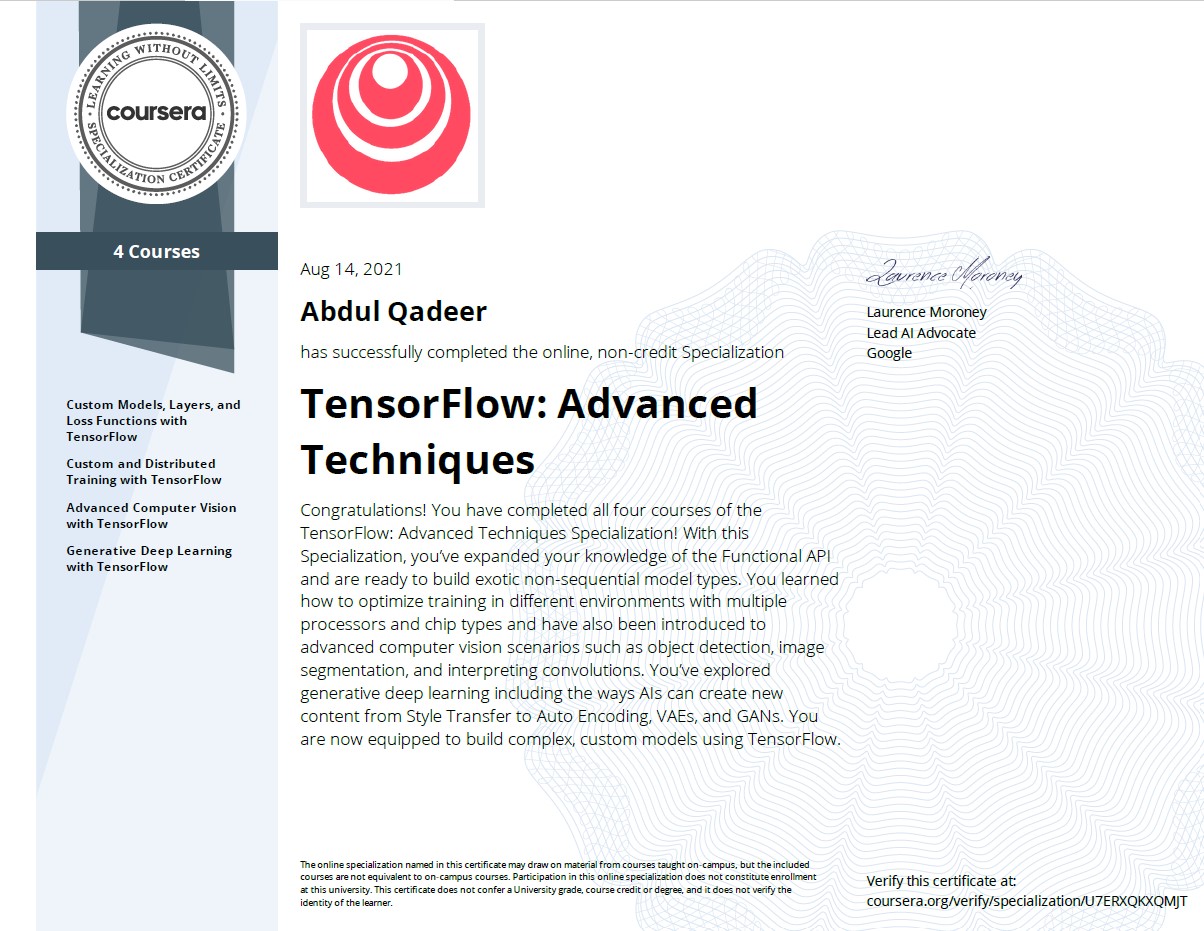 LEARNING WITHOUT LIMITS
coursera
SPECIALIZATION CERTIFICATE
4 Courses
Custom Models, Layers, and
Loss Functions with
TensorFlow
Custom and Distributed
Training with TensorFlow
Advanced Computer Vision
with TensorFlow
Generative Deep Learning
with TensorFlow
Aug 14, 2021
Abdul Qadeer
has successfully completed the online, non-credit Specialization
TensorFlow: Advanced
Techniques
Congratulations! You have completed all four courses of the
TensorFlow: Advanced Techniques Specialization! With this
Specialization, you’ve expanded your knowledge of the Functional API
and are ready to build exotic non-sequential model types. You learned
how to optimize training in different environments with multiple
processors and chip types and have also been introduced to
advanced computer vision scenarios such as object detection, image
segmentation, and interpreting convolutions. You’ve explored
generative deep learning including the ways AIs can create new
content from Style Transfer to Auto Encoding, VAEs, and GANs. You
are now equipped to build complex, custom models using TensorFlow.
Laurence Moroney
Laurence Moroney
Lead AI Advocate
Google
The online specialization named in this certificate may draw on material from courses taught on-campus, but the included
courses are not equivalent to on-campus courses. Participation in this online specialization does not constitute enrollment
at this university. This certificate does not confer a University grade, course credit or degree, and it does not verify the
identity of the learner.
Verify this certificate at:
coursera.org/verify/specialization/U7ERXQKXQMJT